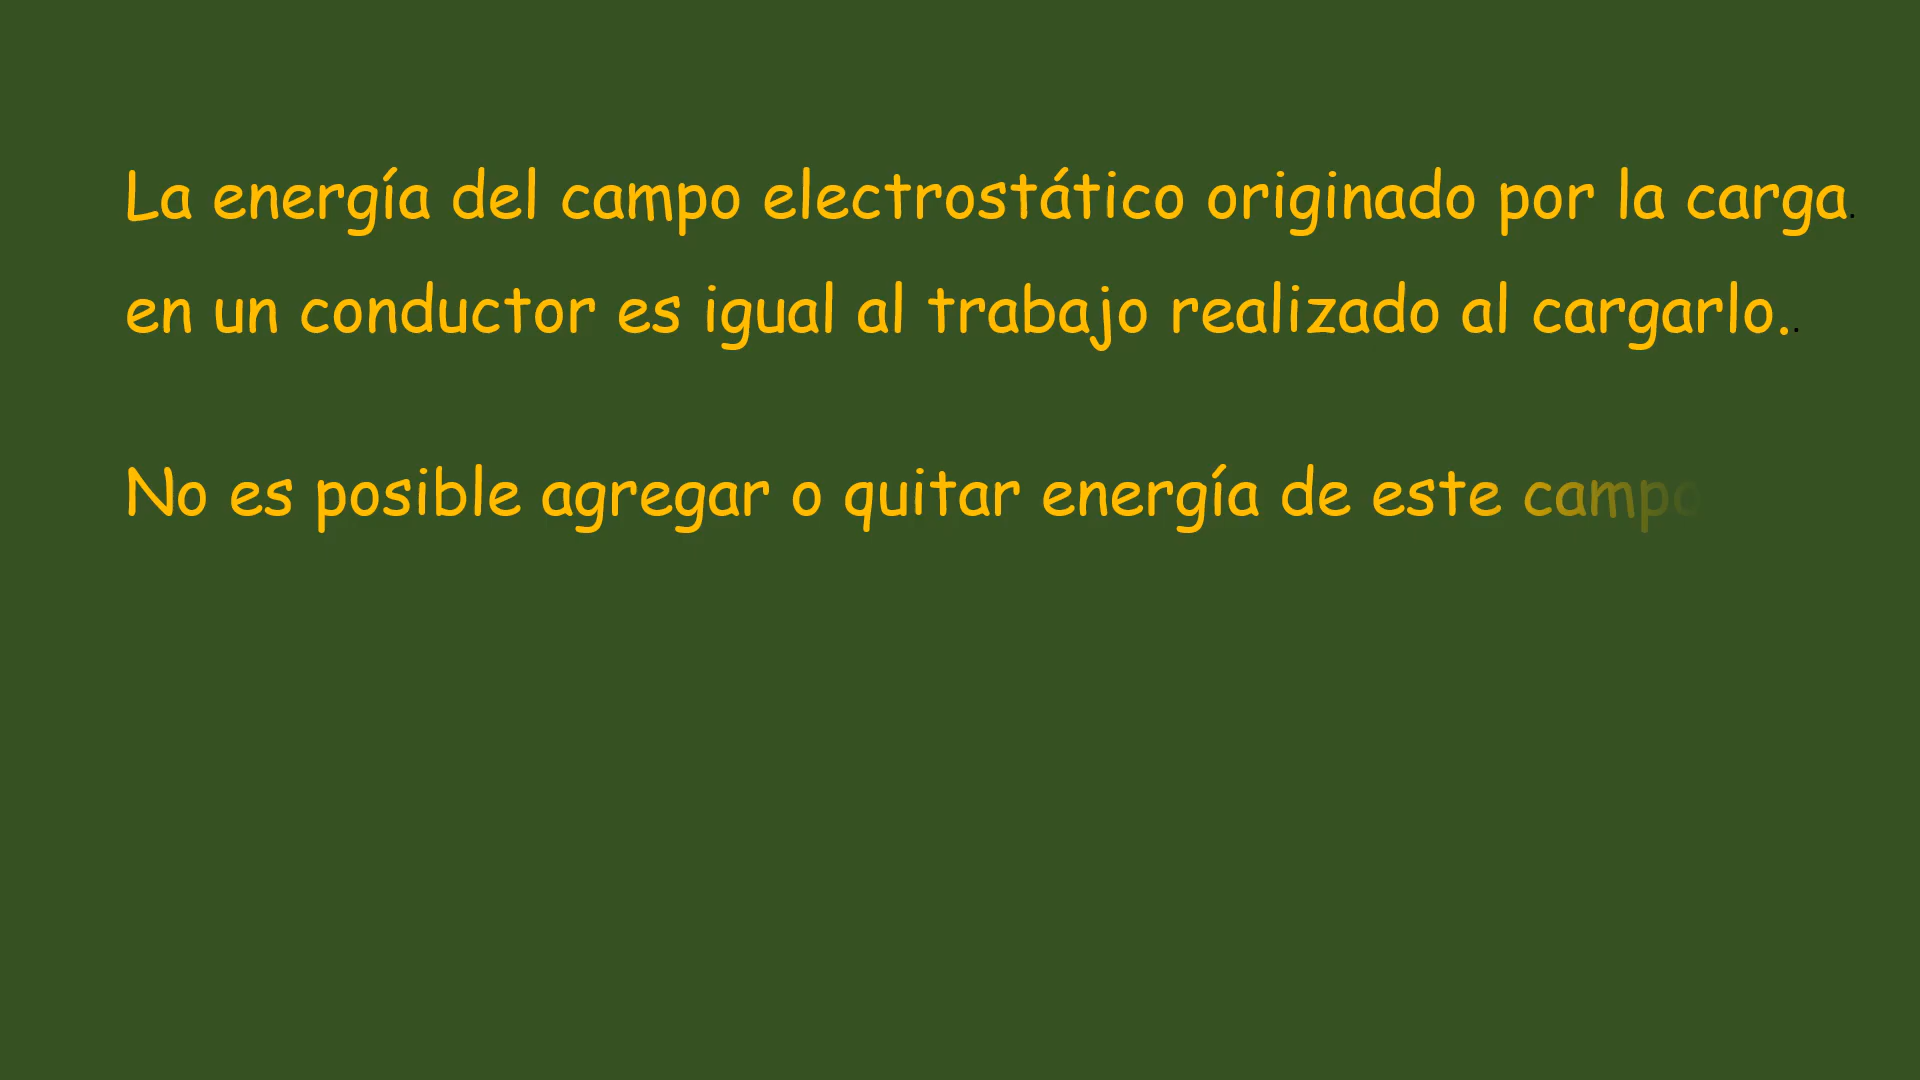 La energía del campo electrostático originado por la carga.
en un conductor es igual al trabajo realizado al cargarlo..
No es posible agregar o quitar energía de este campo